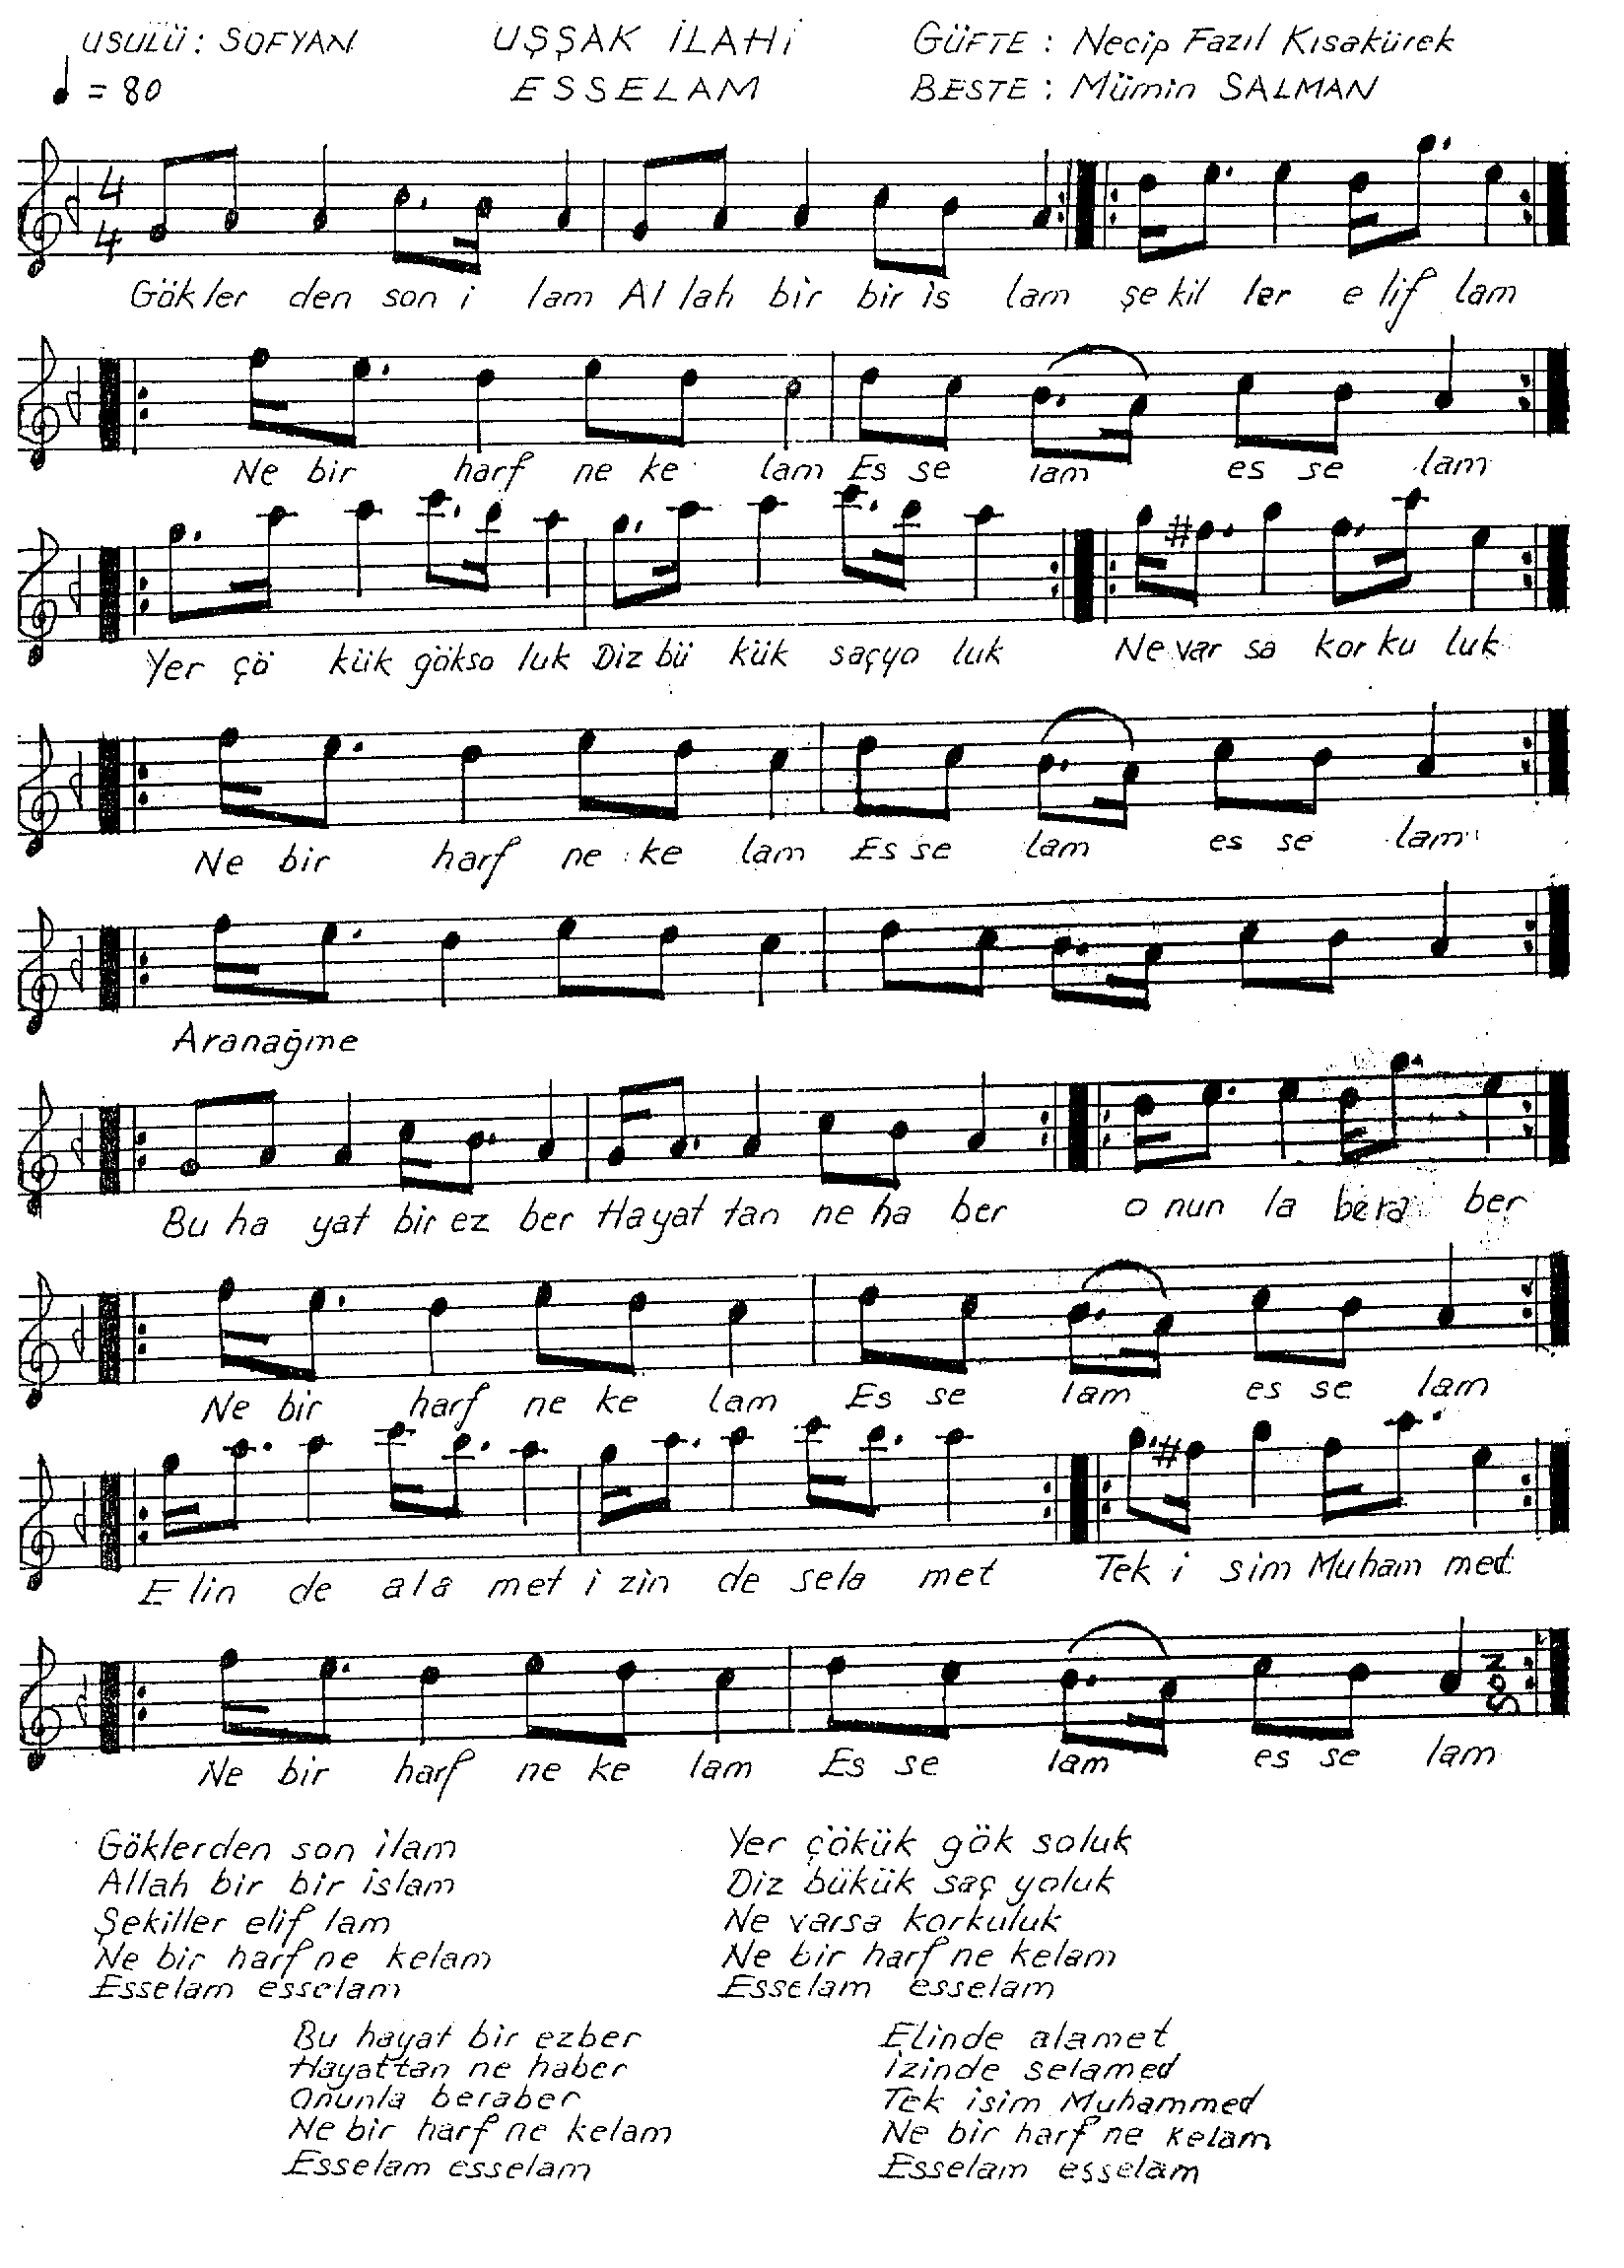 USULÜ : SOFYAN
UŞŞAK İLAHİ
GÜFTE : Necip Fazıl Kısakürek
= 80
ESSELAM
BESTE : Mümin SALMAN
4
4
Gök ler den son i lam Al lah bir bir is lam şe kil ler e lif lam
Ne bir harf ne ke lam Es se lam es se lam
Yer çö kük gökso luk Diz bü kük saçyo luk Ne var sa kor ku luk
Ne bir harf ne ke lam Es se lam es se lam
Aranağme
Bu ha yat bir ez ber Hayat tan ne ha ber o nun la bera ber
Ne bir harf ne ke lam Es se lam es se lam
E lin de a la met i zin de sela met Tek i sim Muham med
SON
Ne bir harf ne ke lam Es se lam es se lam
Göklerden son ilam
Allah bir bir islam
Şekiller elif lam
Ne bir harf ne kelam
Esselam esselam
Yer çökük gök soluk
Diz bükük saç yoluk
Ne varsa korkuluk
Ne bir harf ne kelam
Esselam esselam
Bu hayat bir ezber
Hayattan ne haber
Onunla beraber
Ne bir harf ne kelam
Esselam esselam
Elinde alamet
İzinde selamed
Tek isim Muhammed
Ne bir harf ne kelam
Esselam esselam